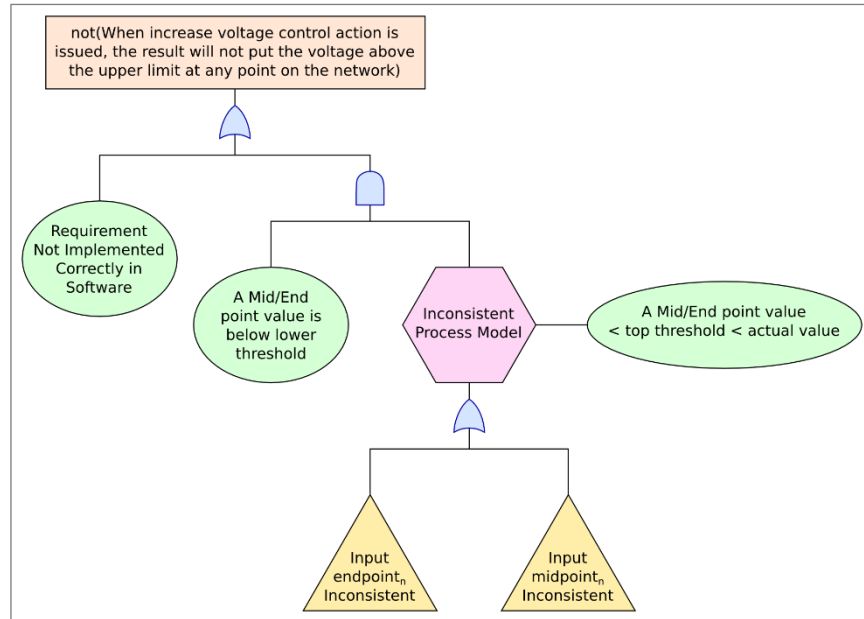 not(When increase voltage control action is
issued, the result will not put the voltage above
the upper limit at any point on the network)
Requirement
Not Implemented
Correctly in
Software
A Mid/End
point value is
below lower
threshold
Inconsistent
Process Model
A Mid/End point value
< top threshold < actual value
Input
endpointₙ
Inconsistent
Input
midpointₙ
Inconsistent